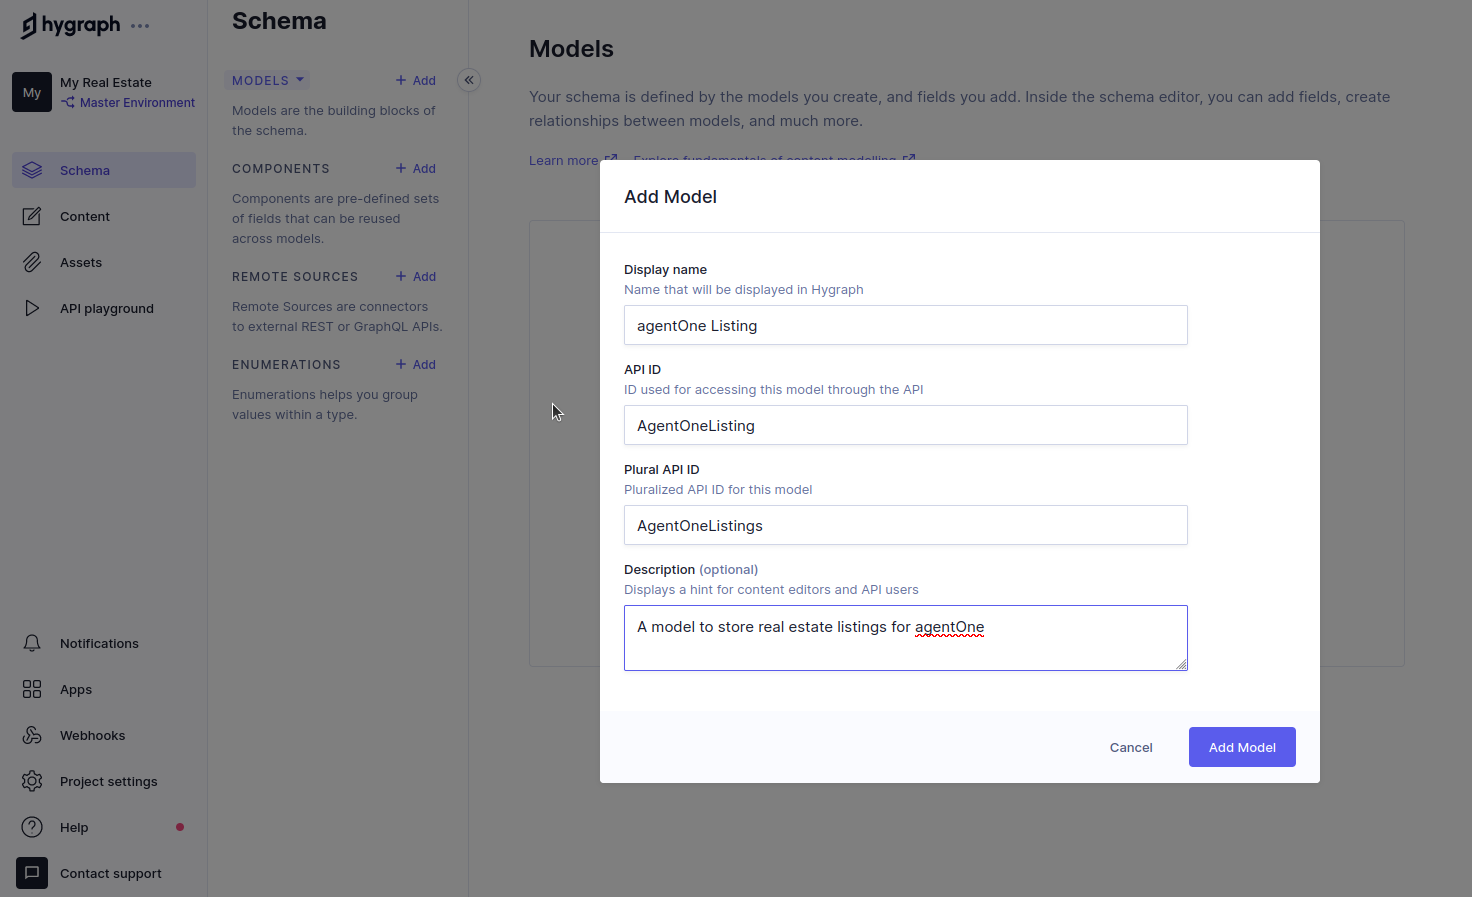 hygraph
My
My Real Estate
Master Environment
Schema
Content
Assets
API playground
Notifications
Apps
Webhooks
Project settings
Help
Contact support
Schema
MODELS
Add
Models are the building blocks of
the schema.
COMPONENTS
Add
Components are pre-defined sets
of fields that can be reused
across models.
REMOTE SOURCES
Add
Remote Sources are connectors
to external REST or GraphQL APIs.
ENUMERATIONS
Add
Enumerations helps you group
values within a type.
Models
Your schema is defined by the models you create, and fields you add. Inside the schema editor, you can add fields, create
relationships between models, and much more.
Learn more
Explore fundamentals of content modelling
Add Model
Display name
Name that will be displayed in Hygraph
agentOne Listing
API ID
ID used for accessing this model through the API
AgentOneListing
Plural API ID
Pluralized API ID for this model
AgentOneListings
Description (optional)
Displays a hint for content editors and API users
A model to store real estate listings for agentOne
Cancel
Add Model